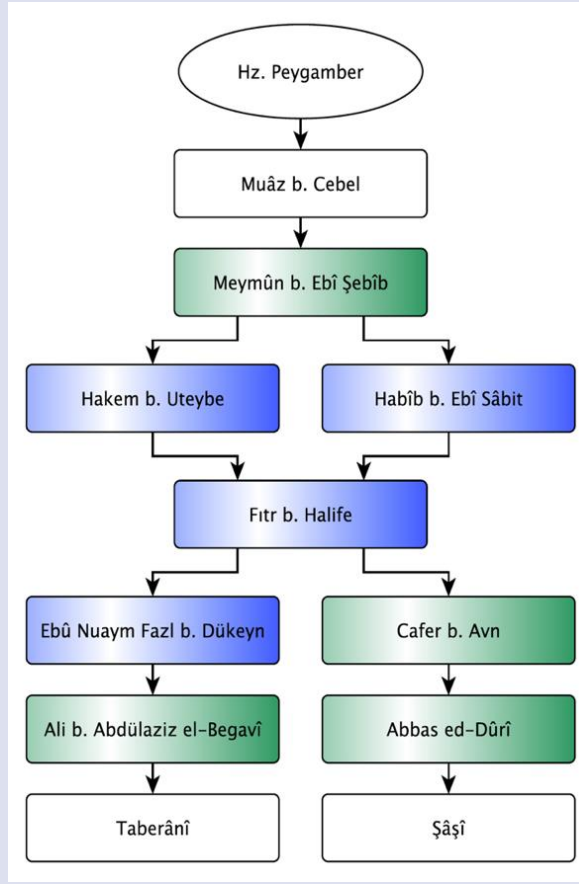 Hz. Peygamber
Muâz b. Cebel
Meymûn b. Ebî Şebîb
Hakem b. Uteybe
Habîb b. Ebî Sâbit
Fıtr b. Halife
Ebû Nuaym Fazl b. Dükeyn
Cafer b. Avn
Ali b. Abdülaziz el-Begavî
Abbas ed-Dûrî
Taberânî
Şâşî